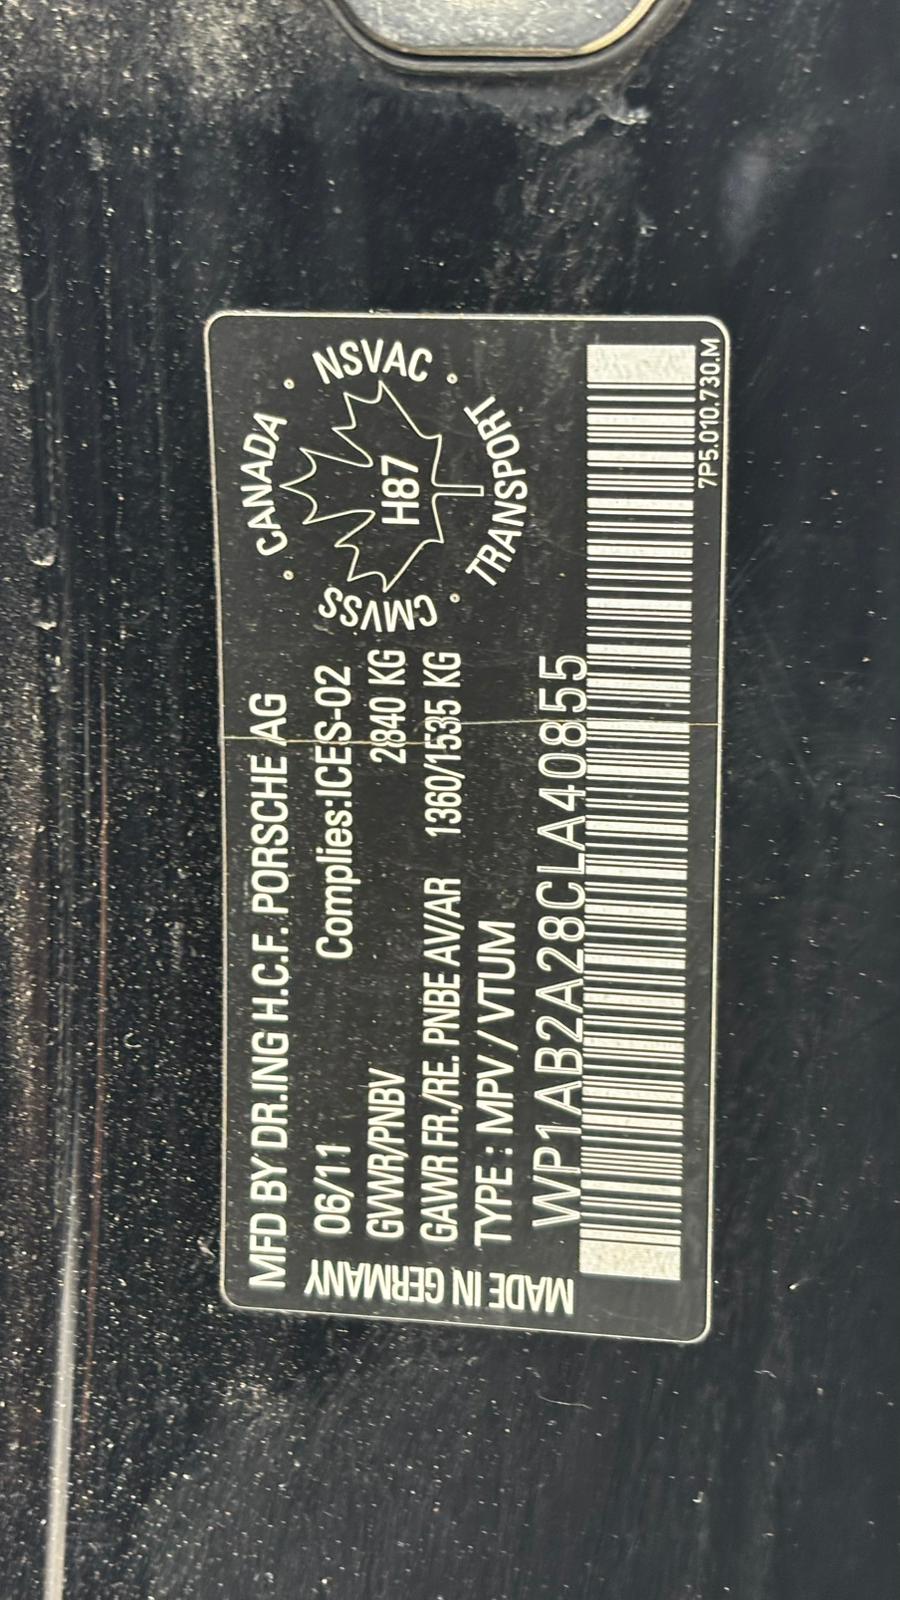 MFD BY DR.ING H.C.F. PORSCHE AG
06/11 Complies:ICES-02
GVWR/PNBV 2840 KG
GAWR FR./RE. PNBE AV/AR 1360/1535 KG
TYPE : MPV / VTUM
WP1AB2A28CLA40855
MADE IN GERMANY
CANADA
CMVSS
NSVAC
H87
TRANSPORT
7P5.010.730.M